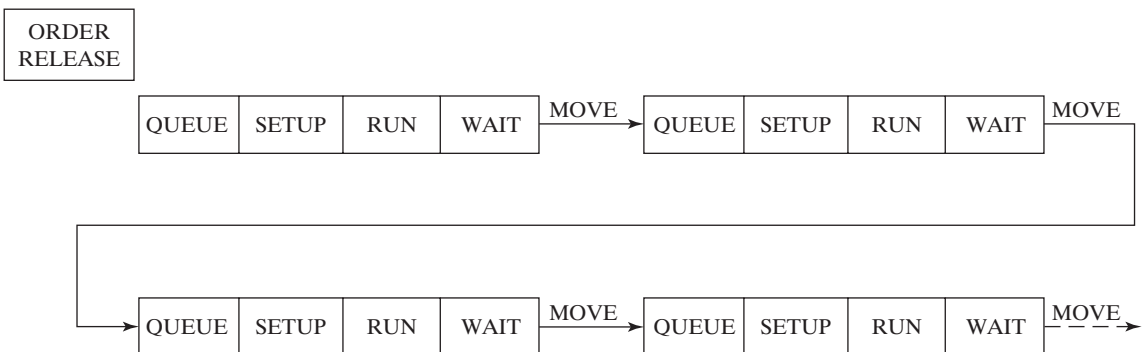 ORDER
RELEASE
QUEUE SETUP RUN WAIT MOVE QUEUE SETUP RUN WAIT MOVE
QUEUE SETUP RUN WAIT MOVE QUEUE SETUP RUN WAIT MOVE